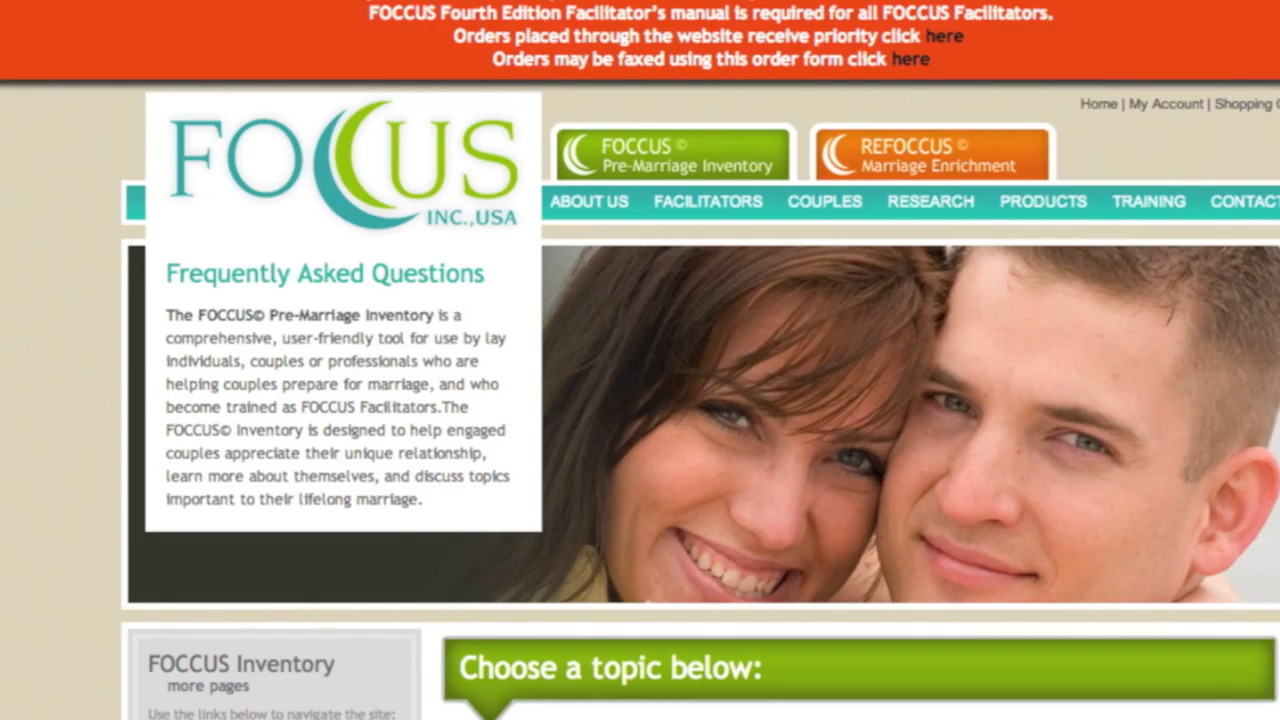 FOCCUS Fourth Edition Facilitator's manual is required for all FOCCUS Facilitators.
Orders placed through the website receive priority click here
Orders may be faxed using this order form click here
Home | My Account | Shopping
FOCCUS
INC.,USA
FOCCUS ©
Pre-Marriage Inventory
REFOCCUS ©
Marriage Enrichment
ABOUT US FACILITATORS COUPLES RESEARCH PRODUCTS TRAINING CONTACT
Frequently Asked Questions
The FOCCUS© Pre-Marriage Inventory is a
comprehensive, user-friendly tool for use by lay
individuals, couples or professionals who are
helping couples prepare for marriage, and who
become trained as FOCCUS Facilitators.The
FOCCUS© Inventory is designed to help engaged
couples appreciate their unique relationship,
learn more about themselves, and discuss topics
important to their lifelong marriage.
FOCCUS Inventory
more pages
Use the links below to navigate the site:
Choose a topic below: